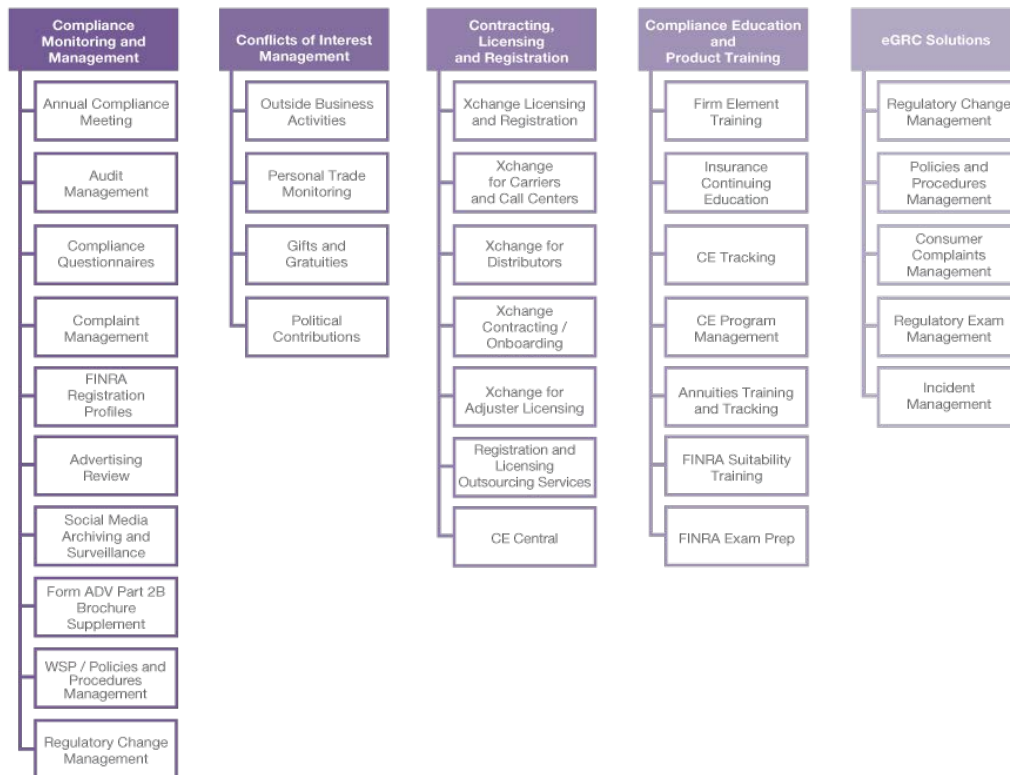 Compliance
Monitoring and
Management
Annual Compliance
Meeting
Audit
Management
Compliance
Questionnaires
Complaint
Management
FINRA
Registration
Profiles
Advertising
Review
Social Media
Archiving and
Surveillance
Form ADV Part 2B
Brochure
Supplement
WSP / Policies and
Procedures
Management
Regulatory Change
Management
Conflicts of Interest
Management
Outside Business
Activities
Personal Trade
Monitoring
Gifts and
Gratuities
Political
Contributions
Contracting,
Licensing
and Registration
Xchange Licensing
and Registration
Xchange
for Carriers
and Call Centers
Xchange for
Distributors
Xchange
Contracting /
Onboarding
Xchange for
Adjuster Licensing
Registration and
Licensing
Outsourcing Services
CE Central
Compliance Education
and
Product Training
Firm Element
Training
Insurance
Continuing
Education
CE Tracking
CE Program
Management
Annuities Training
and Tracking
FINRA Suitability
Training
FINRA Exam Prep
eGRC Solutions
Regulatory Change
Management
Policies and
Procedures
Management
Consumer
Complaints
Management
Regulatory Exam
Management
Incident
Management